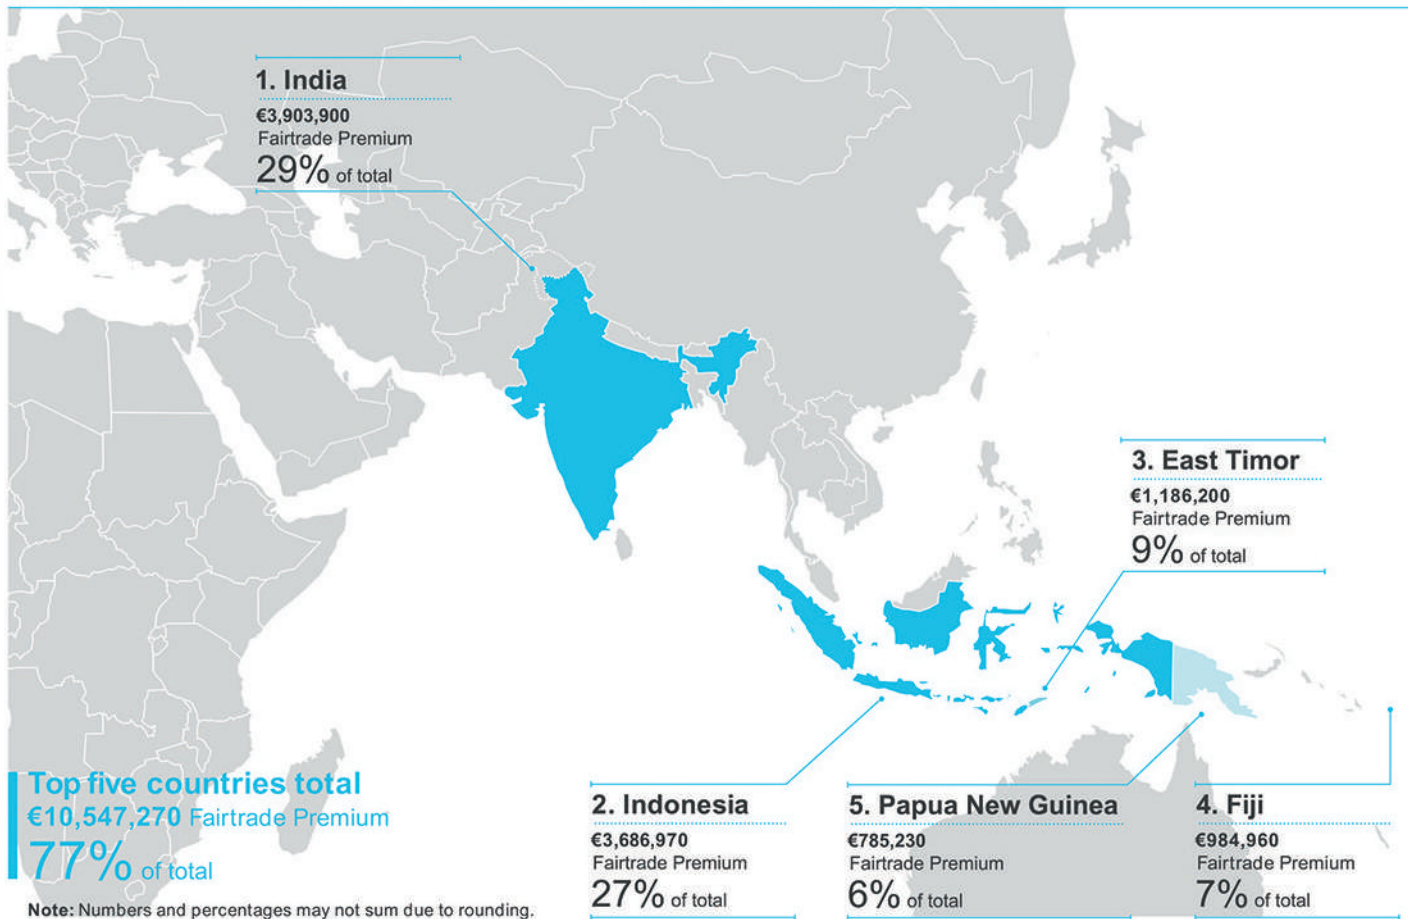 1. India
€3,903,900
Fairtrade Premium
29% of total
3. East Timor
€1,186,200
Fairtrade Premium
9% of total
2. Indonesia
€3,686,970
Fairtrade Premium
27% of total
5. Papua New Guinea
€785,230
Fairtrade Premium
6% of total
4. Fiji
€984,960
Fairtrade Premium
7% of total
Top five countries total
€10,547,270 Fairtrade Premium
77% of total
Note: Numbers and percentages may not sum due to rounding.